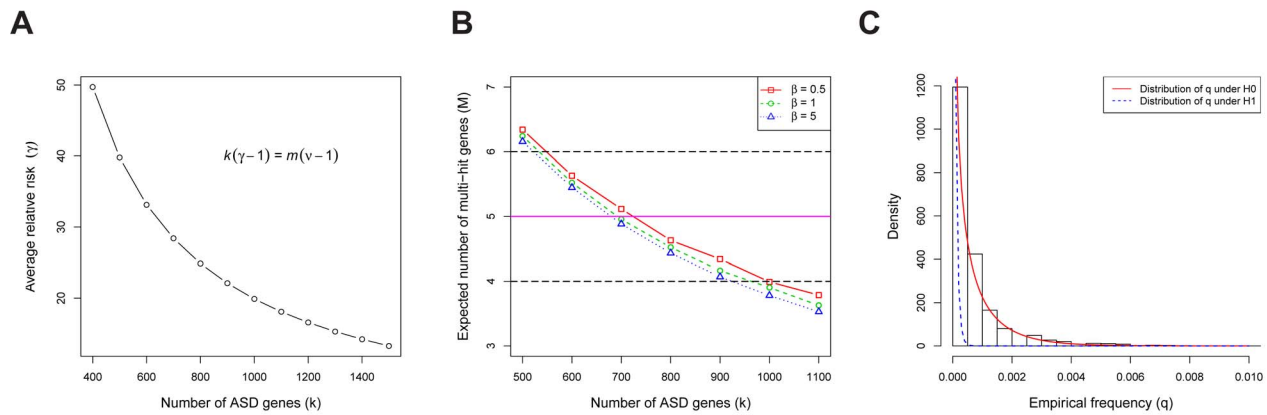 A
B
C
Average relative risk (γ)
50
40
30
20
k(γ−1) = m(ν−1)
400
600
800
1000
1200
1400
Number of ASD genes (k)
Expected number of multi−hit genes (M)
7
6
5
4
3
β = 0.5
β = 1
β = 5
500
600
700
800
900
1000
1100
Number of ASD genes (k)
Density
1200
1000
800
600
400
200
0
Distribution of q under H0
Distribution of q under H1
0.000
0.002
0.004
0.006
0.008
0.010
Empirical frequency (q)